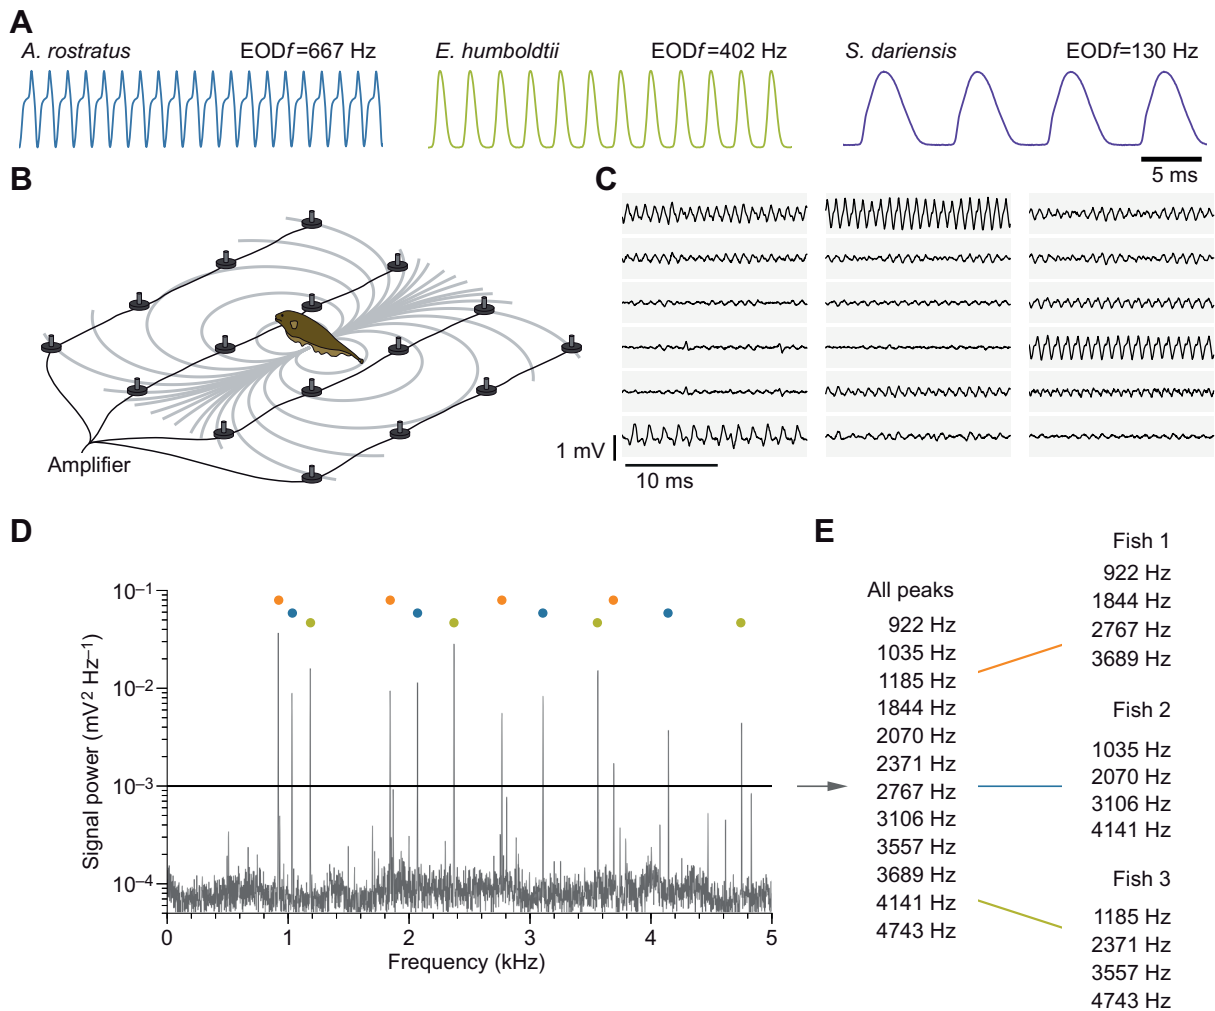 A
A. rostratus EODf=667 Hz
E. humboldtii EODf=402 Hz
S. dariensis EODf=130 Hz
5 ms
B
Amplifier
C
1 mV
10 ms
D
Signal power (mV² Hz⁻¹)
10⁻¹
10⁻²
10⁻³
10⁻⁴
0 1 2 3 4 5
Frequency (kHz)
E
All peaks
922 Hz
1035 Hz
1185 Hz
1844 Hz
2070 Hz
2371 Hz
2767 Hz
3106 Hz
3557 Hz
3689 Hz
4141 Hz
4743 Hz
Fish 1
922 Hz
1844 Hz
2767 Hz
3689 Hz
Fish 2
1035 Hz
2070 Hz
3106 Hz
4141 Hz
Fish 3
1185 Hz
2371 Hz
3557 Hz
4743 Hz